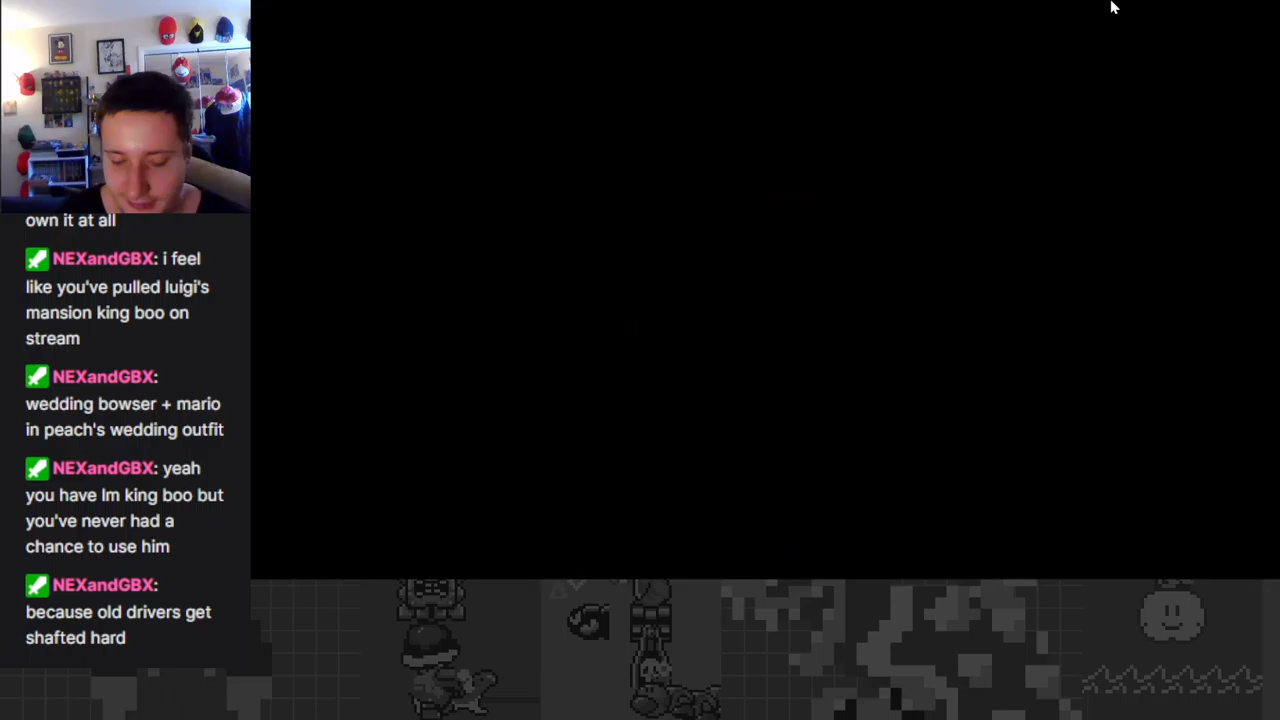 own it at all
NEXandGBX: i feel
like you've pulled luigi's
mansion king boo on
stream
NEXandGBX:
wedding bowser + mario
in peach's wedding outfit
NEXandGBX: yeah
you have lm king boo but
you've never had a
chance to use him
NEXandGBX:
because old drivers get
shafted hard